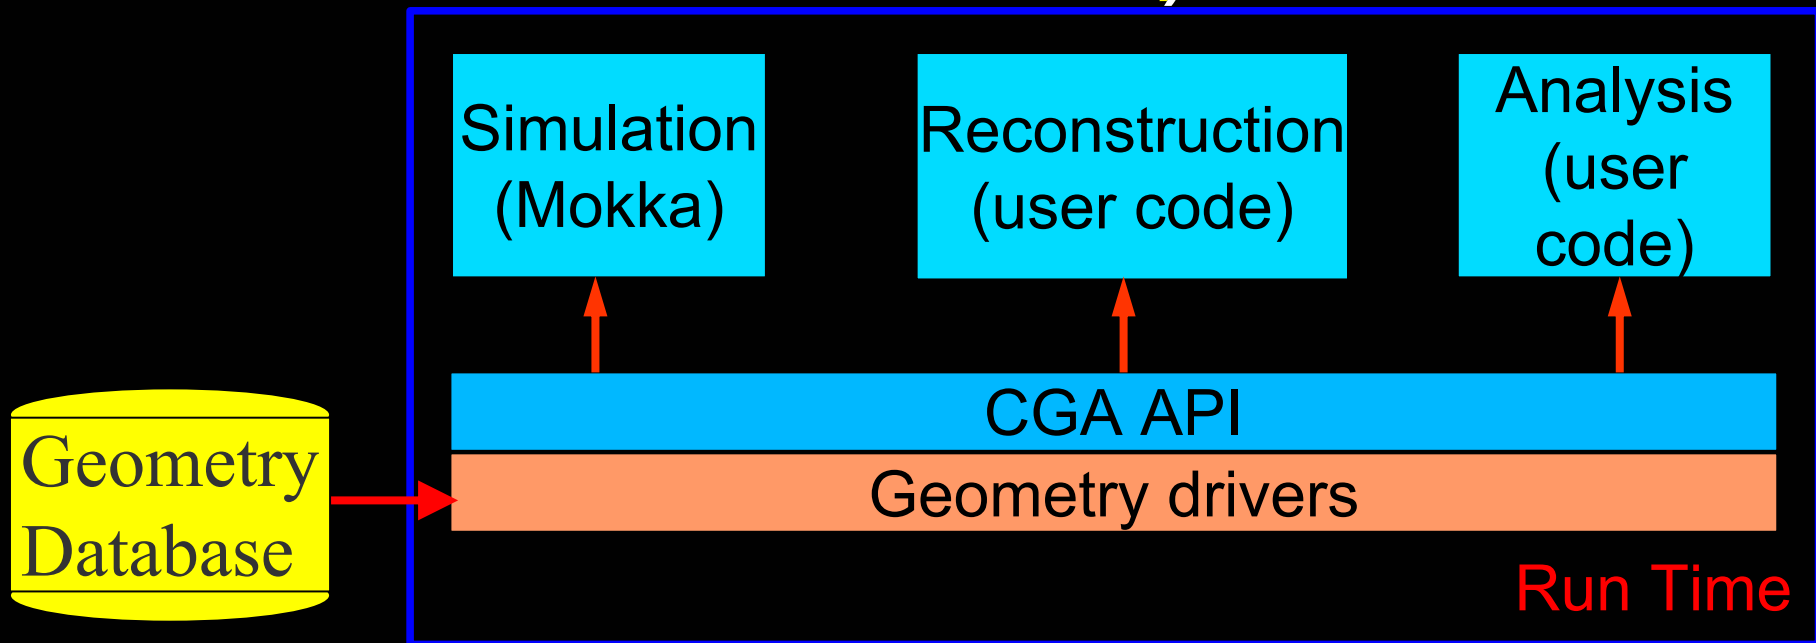 Simulation
(Mokka)
Reconstruction
(user code)
Analysis
(user
code)
CGA API
Geometry
Database
Geometry drivers
Run Time